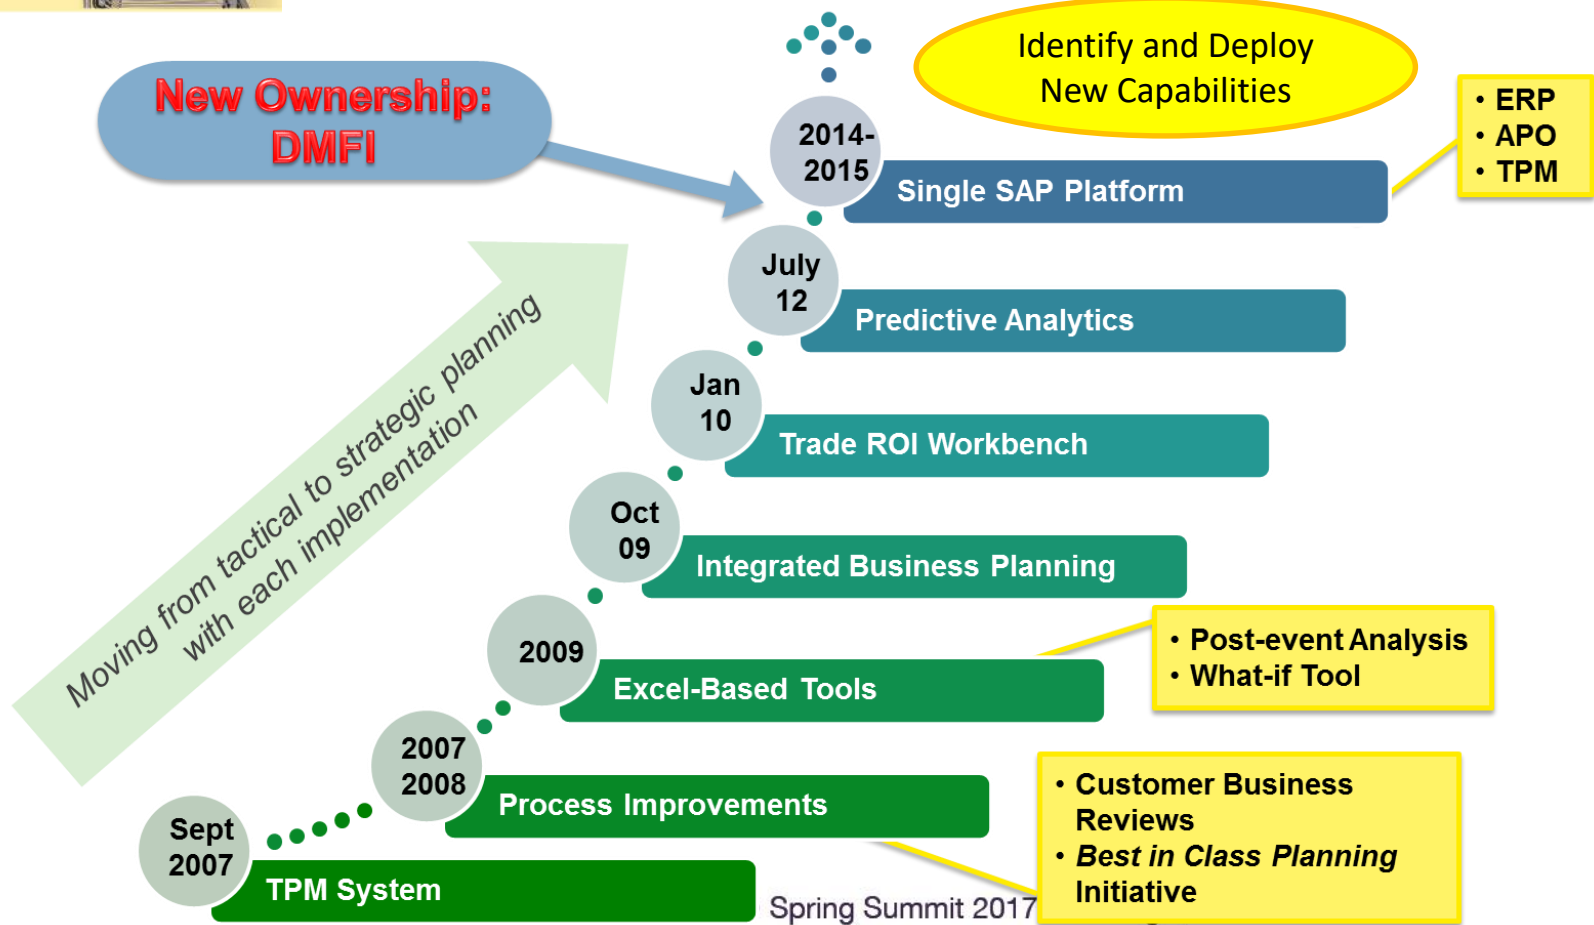 Identify and Deploy
New Capabilities
New Ownership:
DMFI
• ERP
• APO
• TPM
2014-
2015
Single SAP Platform
July
12
Predictive Analytics
Jan
10
Trade ROI Workbench
Moving from tactical to strategic planning
with each implementation
Oct
09
Integrated Business Planning
2009
Excel-Based Tools
• Post-event Analysis
• What-if Tool
2007
2008
Process Improvements
• Customer Business
Reviews
• Best in Class Planning
Initiative
Sept
2007
TPM System
Spring Summit 2017